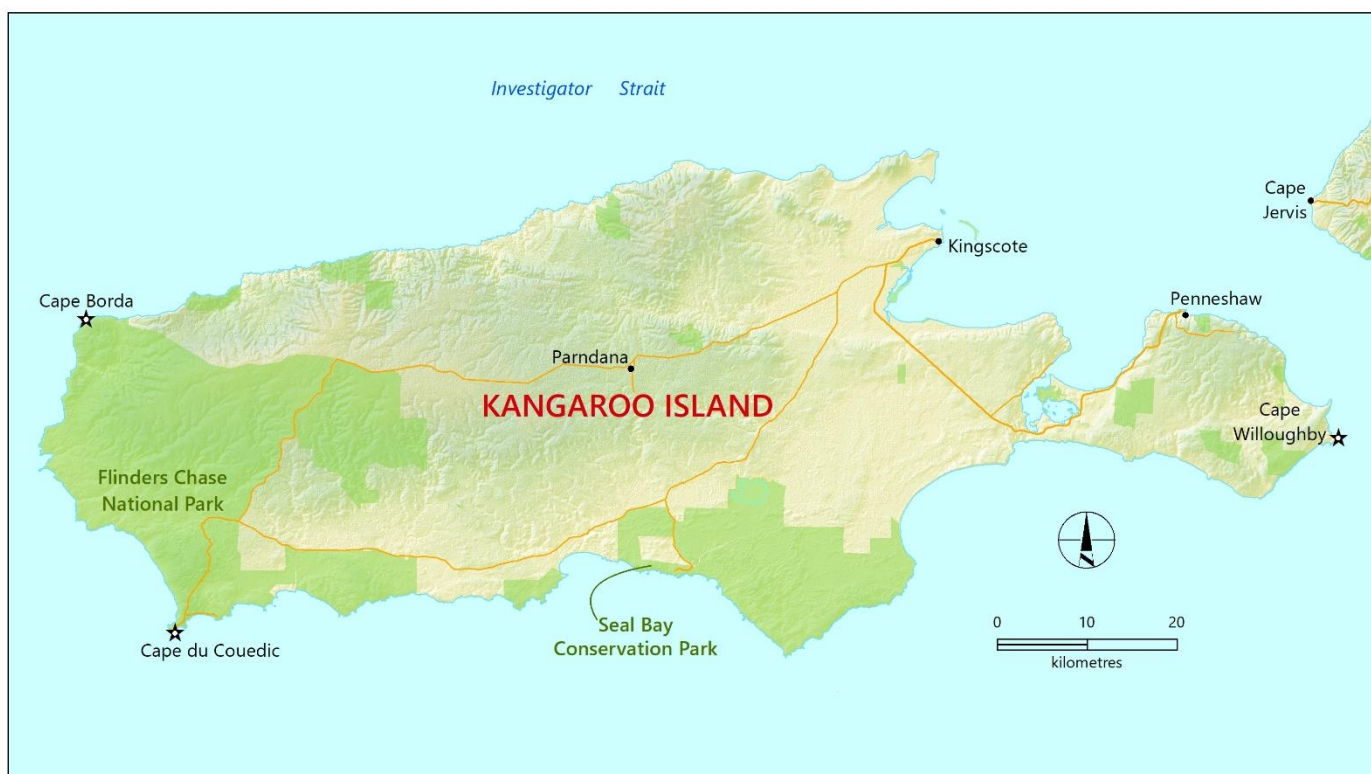 Investigator Strait
Cape
Jervis
Kingscote
Cape Borda
Penneshaw
Parndana
KANGAROO ISLAND
Cape
Willoughby
Flinders Chase
National Park
N
Seal Bay
Conservation Park
0 10 20
kilometres
Cape du Couedic